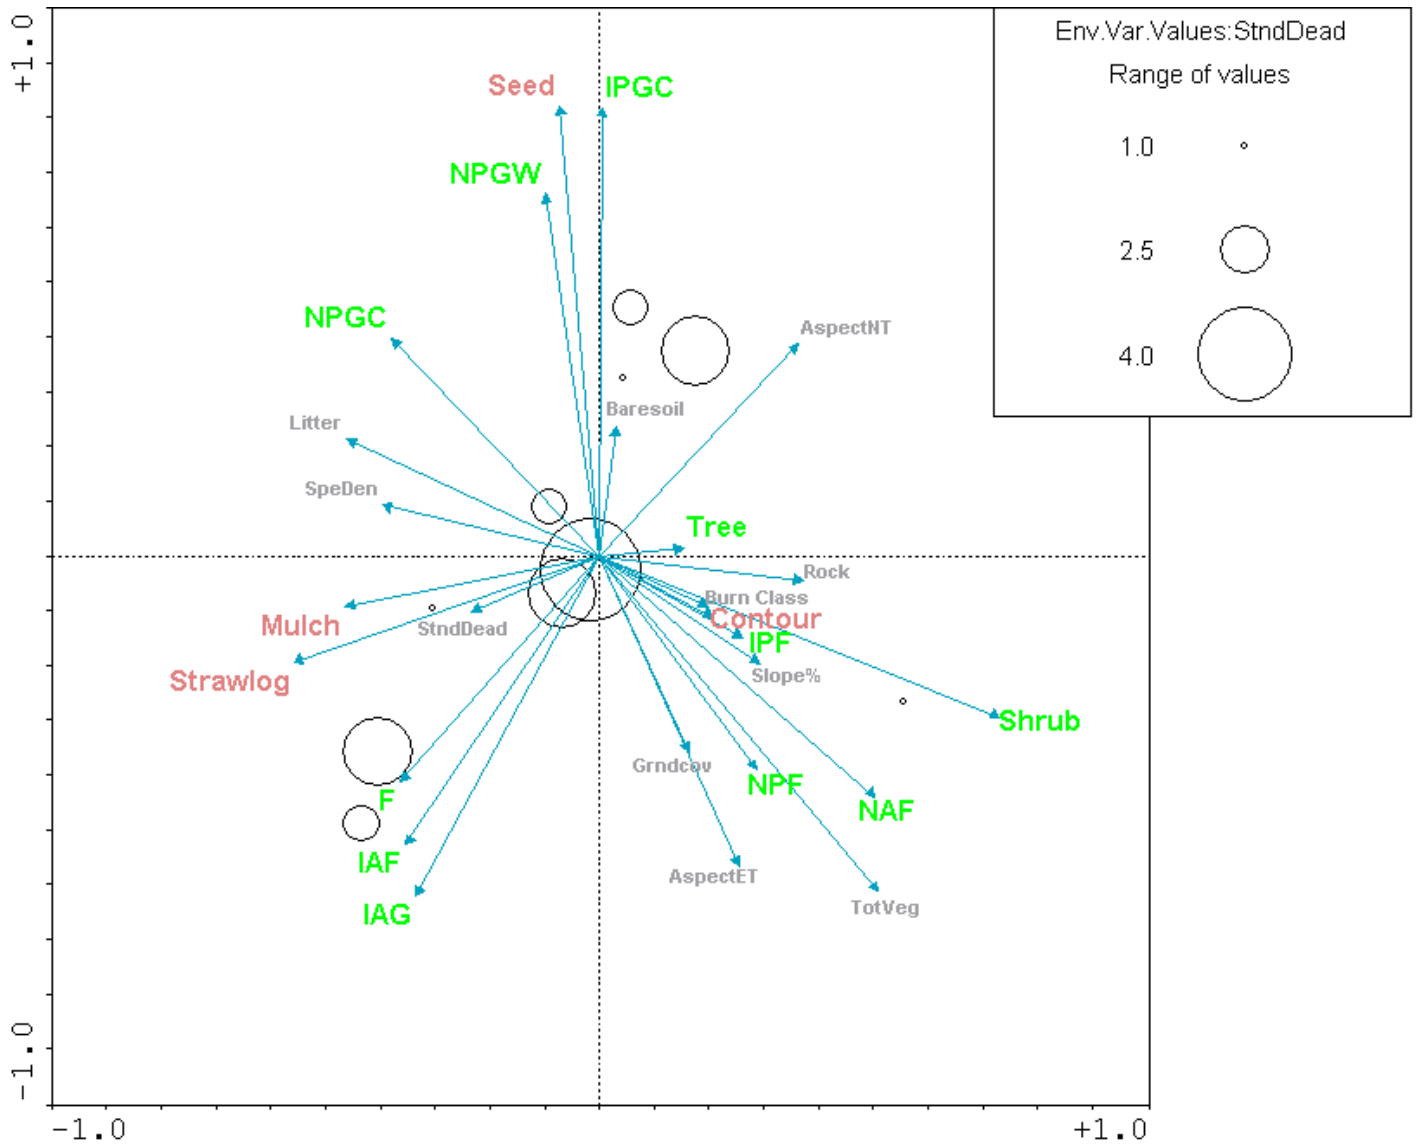 +1.0
Env.Var.Values:StndDead
Range of values
1.0
2.5
4.0
Seed
IPGC
NPGW
NPGC
AspectNT
Baresoil
Litter
SpeDen
Tree
Rock
Burn Class
Contour
Mulch
StndDead
IPF
Strawlog
Slope%
Shrub
Grndcov
NPF
F
NAF
IAF
AspectET
IAG
TotVeg
-1.0
-1.0
+1.0